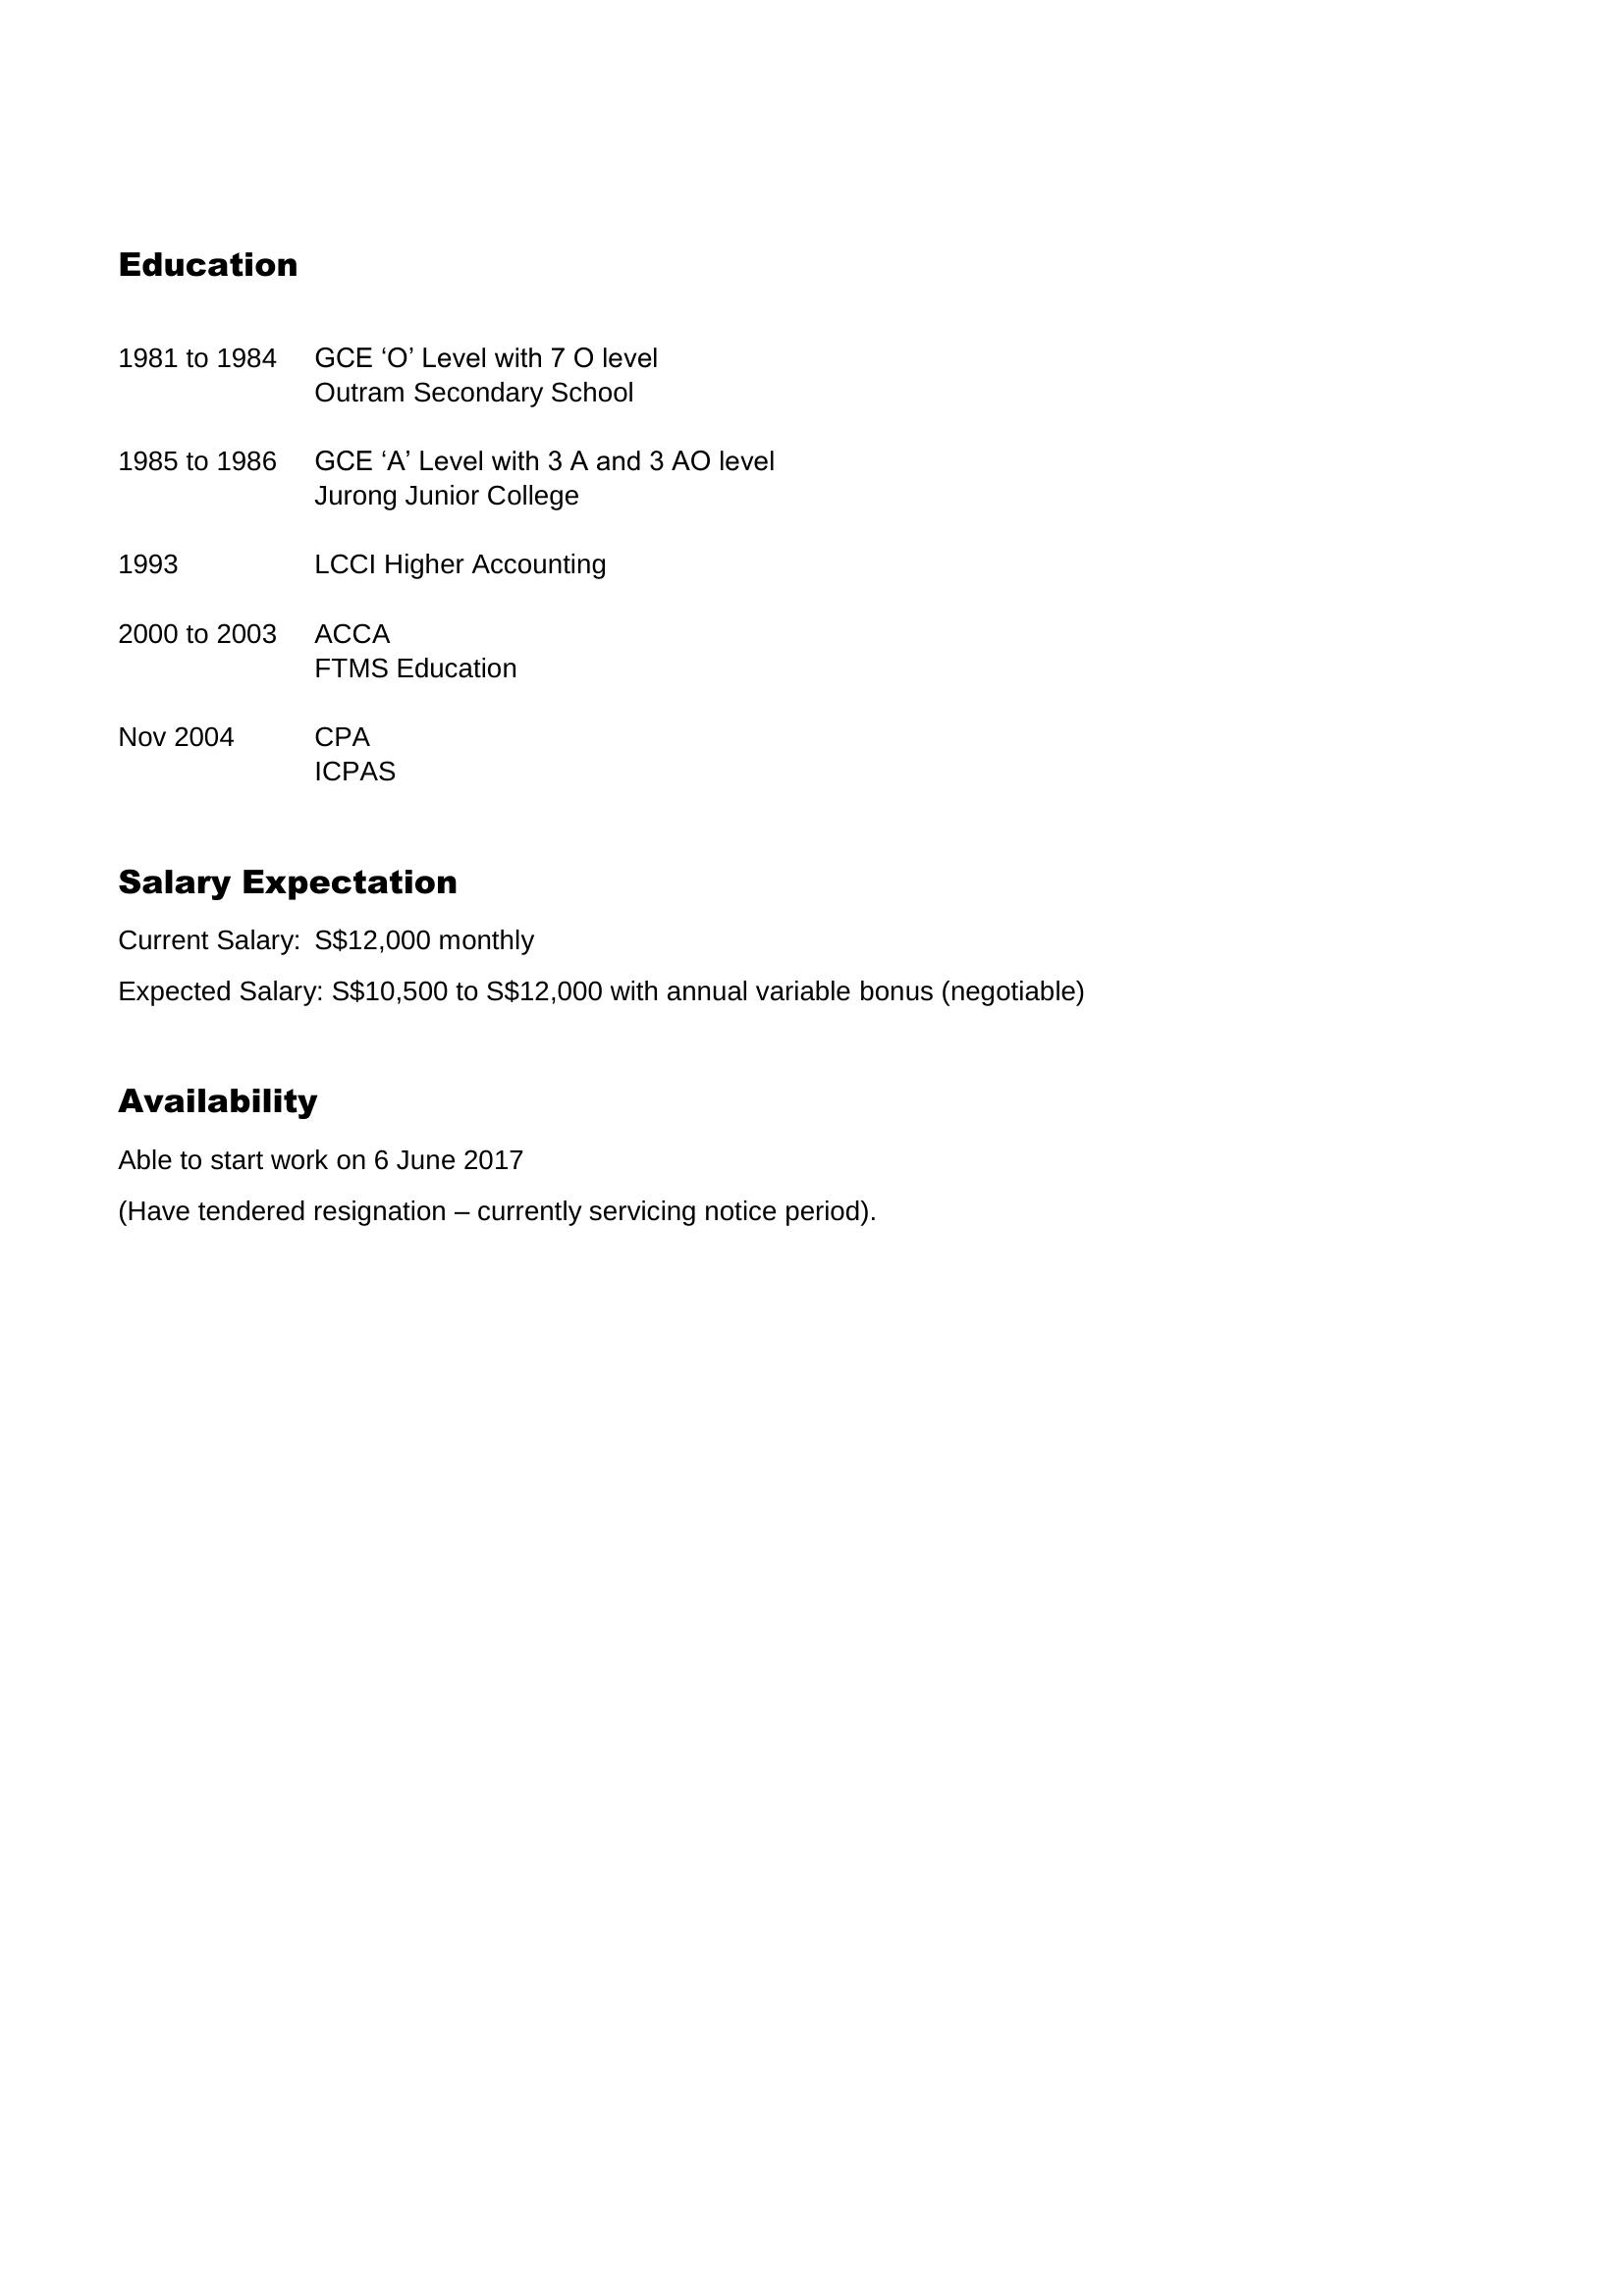 Education
1981 to 1984 GCE ‘O’ Level with 7 O level
Outram Secondary School
1985 to 1986 GCE ‘A’ Level with 3 A and 3 AO level
Jurong Junior College
1993 LCCI Higher Accounting
2000 to 2003 ACCA
FTMS Education
Nov 2004 CPA
ICPAS
Salary Expectation
Current Salary: S$12,000 monthly
Expected Salary: S$10,500 to S$12,000 with annual variable bonus (negotiable)
Availability
Able to start work on 6 June 2017
(Have tendered resignation – currently servicing notice period).